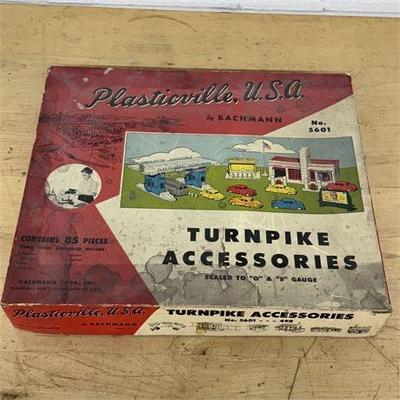 Plasticville, U.S.A.
by BACHMANN
No.
5601
CONTAINS 85 PIECES
TURNPIKE
ACCESSORIES
SCALED TO "O" & "S" GAUGE
BACHMANN BROS., INC.
Plasticville, U.S.A.
by BACHMANN
TURNPIKE ACCESSORIES
No. 5601 - - - 498